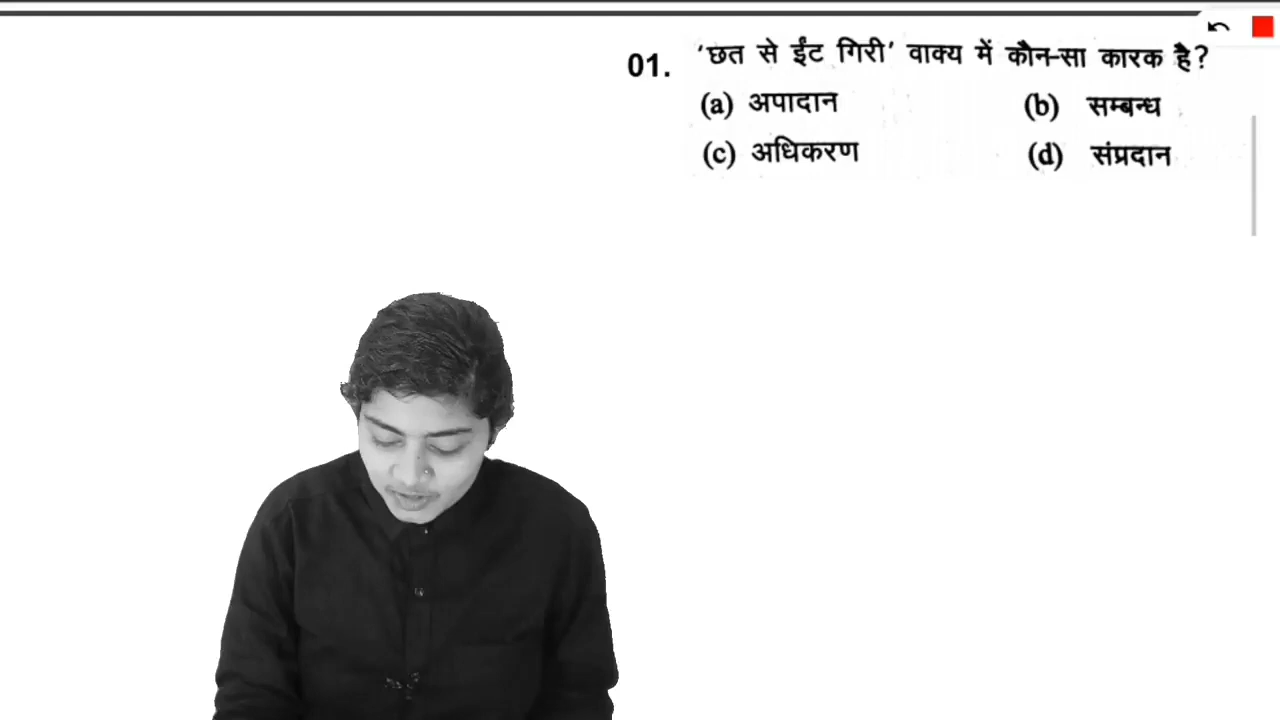 01. ‘छत से ईंट गिरी’ वाक्य में कौन-सा कारक है?
(a) अपादान (b) सम्बन्ध
(c) अधिकरण (d) संप्रदान